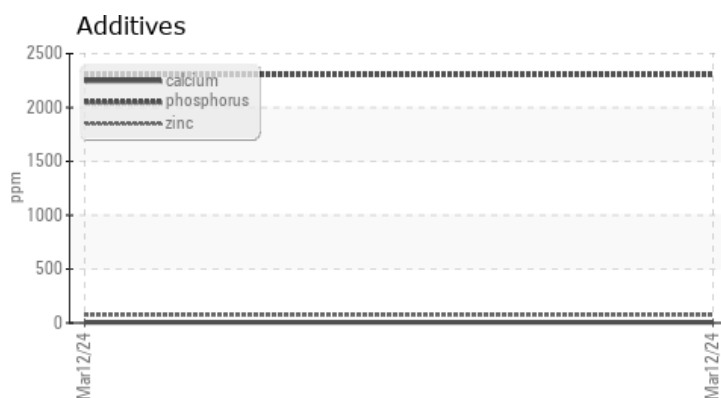 Additives
2500
2000
1500
1000
500
0
ppm
calcium
phosphorus
zinc
Mar12/24
Mar12/24